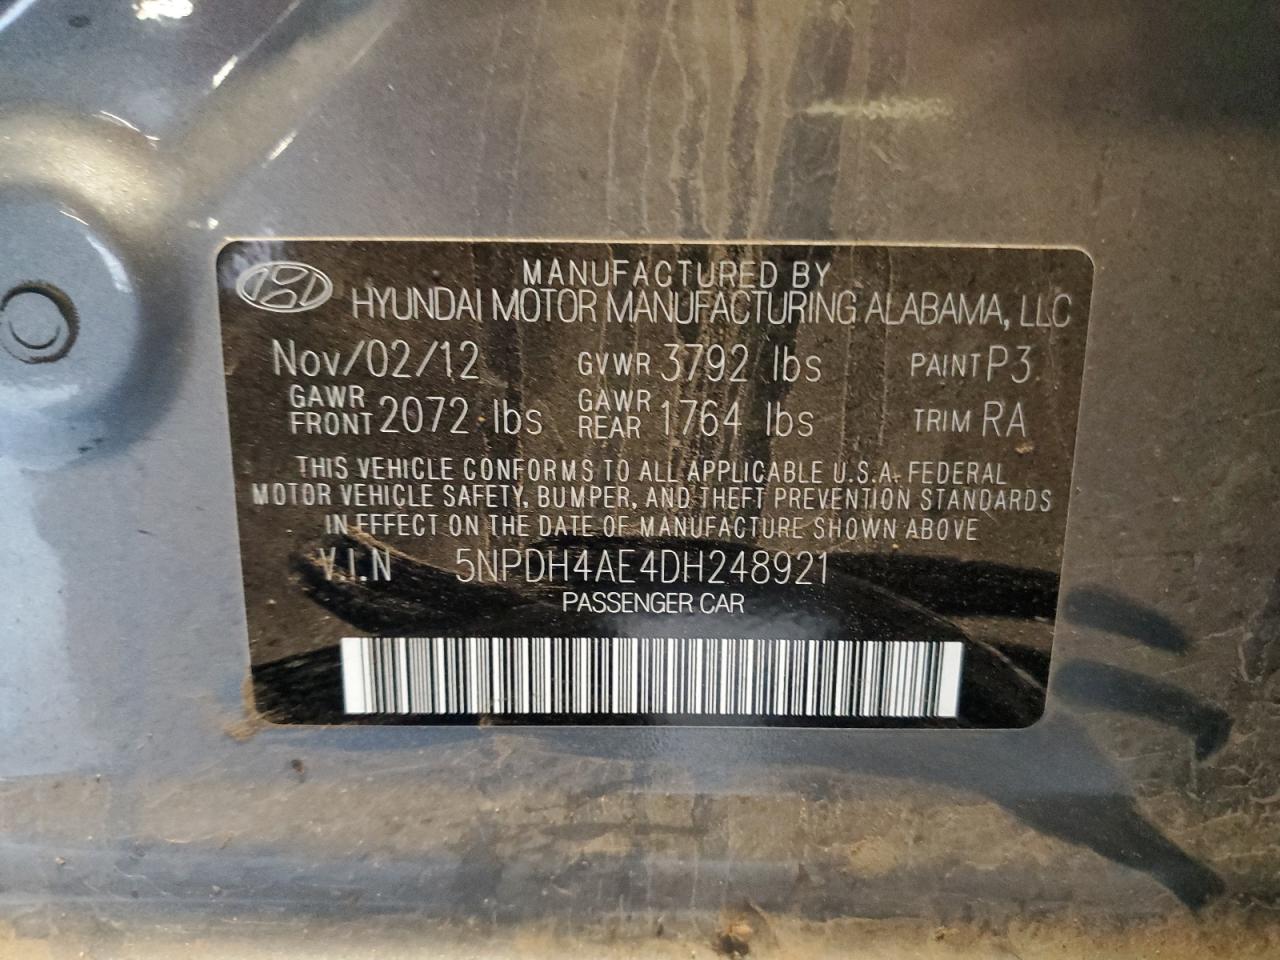 MANUFACTURED BY
HYUNDAI MOTOR MANUFACTURING ALABAMA, LLC
Nov/02/12 GVWR 3792 lbs PAINT P3
GAWR FRONT 2072 lbs GAWR REAR 1764 lbs TRIM RA
THIS VEHICLE CONFORMS TO ALL APPLICABLE U.S.A. FEDERAL
MOTOR VEHICLE SAFETY, BUMPER, AND THEFT PREVENTION STANDARDS
IN EFFECT ON THE DATE OF MANUFACTURE SHOWN ABOVE
V.I.N 5NPDH4AE4DH248921
PASSENGER CAR